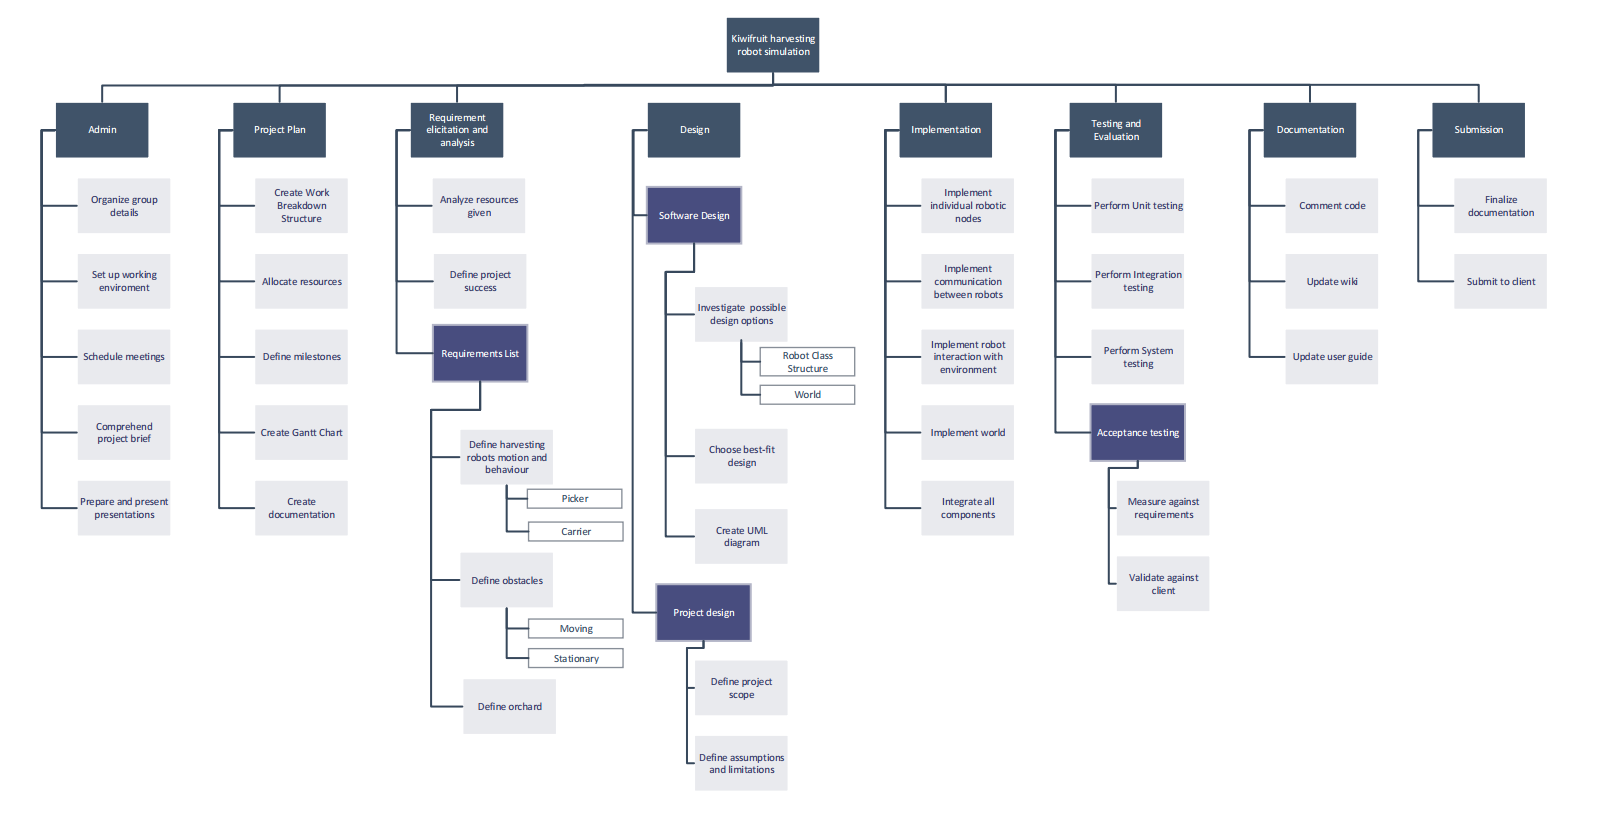 Kiwifruit harvesting
robot simulation
Admin
Organize group
details
Set up working
enviroment
Schedule meetings
Comprehend
project brief
Prepare and present
presentations
Project Plan
Create Work
Breakdown
Structure
Allocate resources
Define milestones
Create Gantt Chart
Create
documentation
Requirement
elicitation and
analysis
Analyze resources
given
Define project
success
Requirements List
Define harvesting
robots motion and
behaviour
Picker
Carrier
Define obstacles
Moving
Stationary
Define orchard
Design
Software Design
Investigate possible
design options
Robot Class
Structure
World
Choose best-fit
design
Create UML
diagram
Project design
Define project
scope
Define assumptions
and limitations
Implementation
Implement
individual robotic
nodes
Implement
communication
between robots
Implement robot
interaction with
environment
Implement world
Integrate all
components
Testing and
Evaluation
Perform Unit testing
Perform Integration
testing
Perform System
testing
Acceptance testing
Measure against
requirements
Validate against
client
Documentation
Comment code
Update wiki
Update user guide
Submission
Finalize
documentation
Submit to client